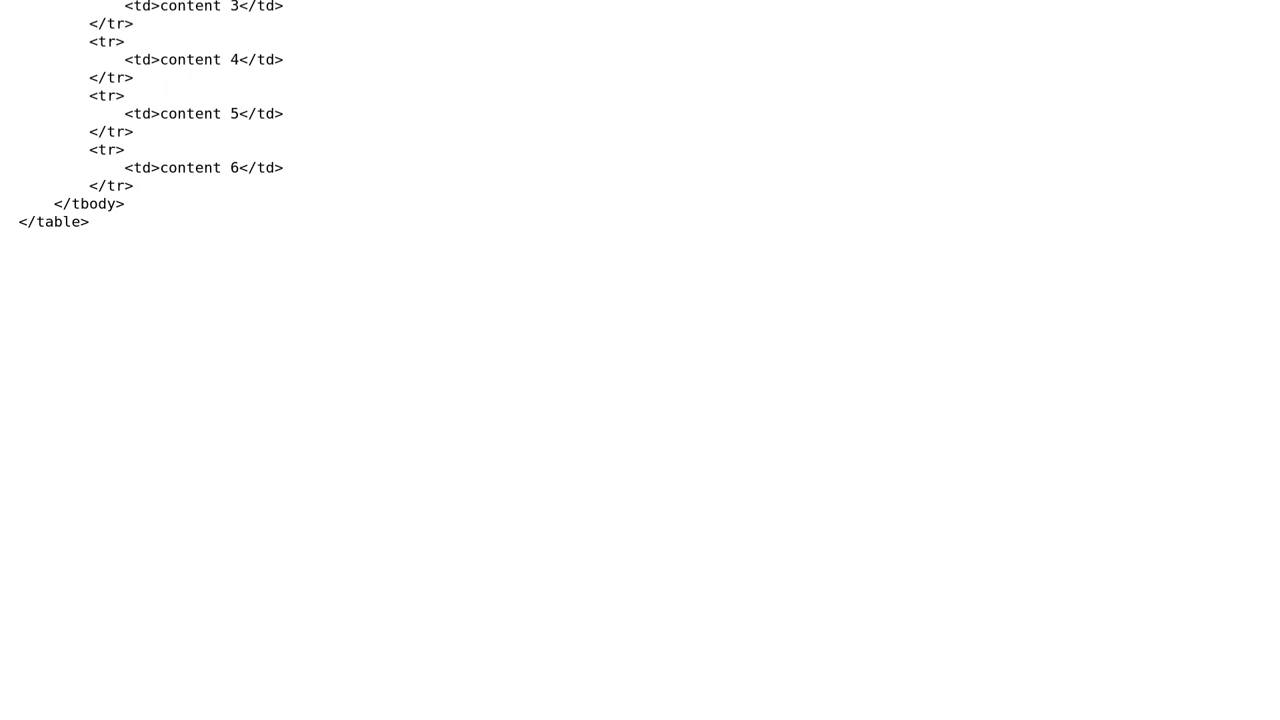 <td>content 3</td>
        </tr>
        <tr>
            <td>content 4</td>
        </tr>
        <tr>
            <td>content 5</td>
        </tr>
        <tr>
            <td>content 6</td>
        </tr>
    </tbody>
</table>